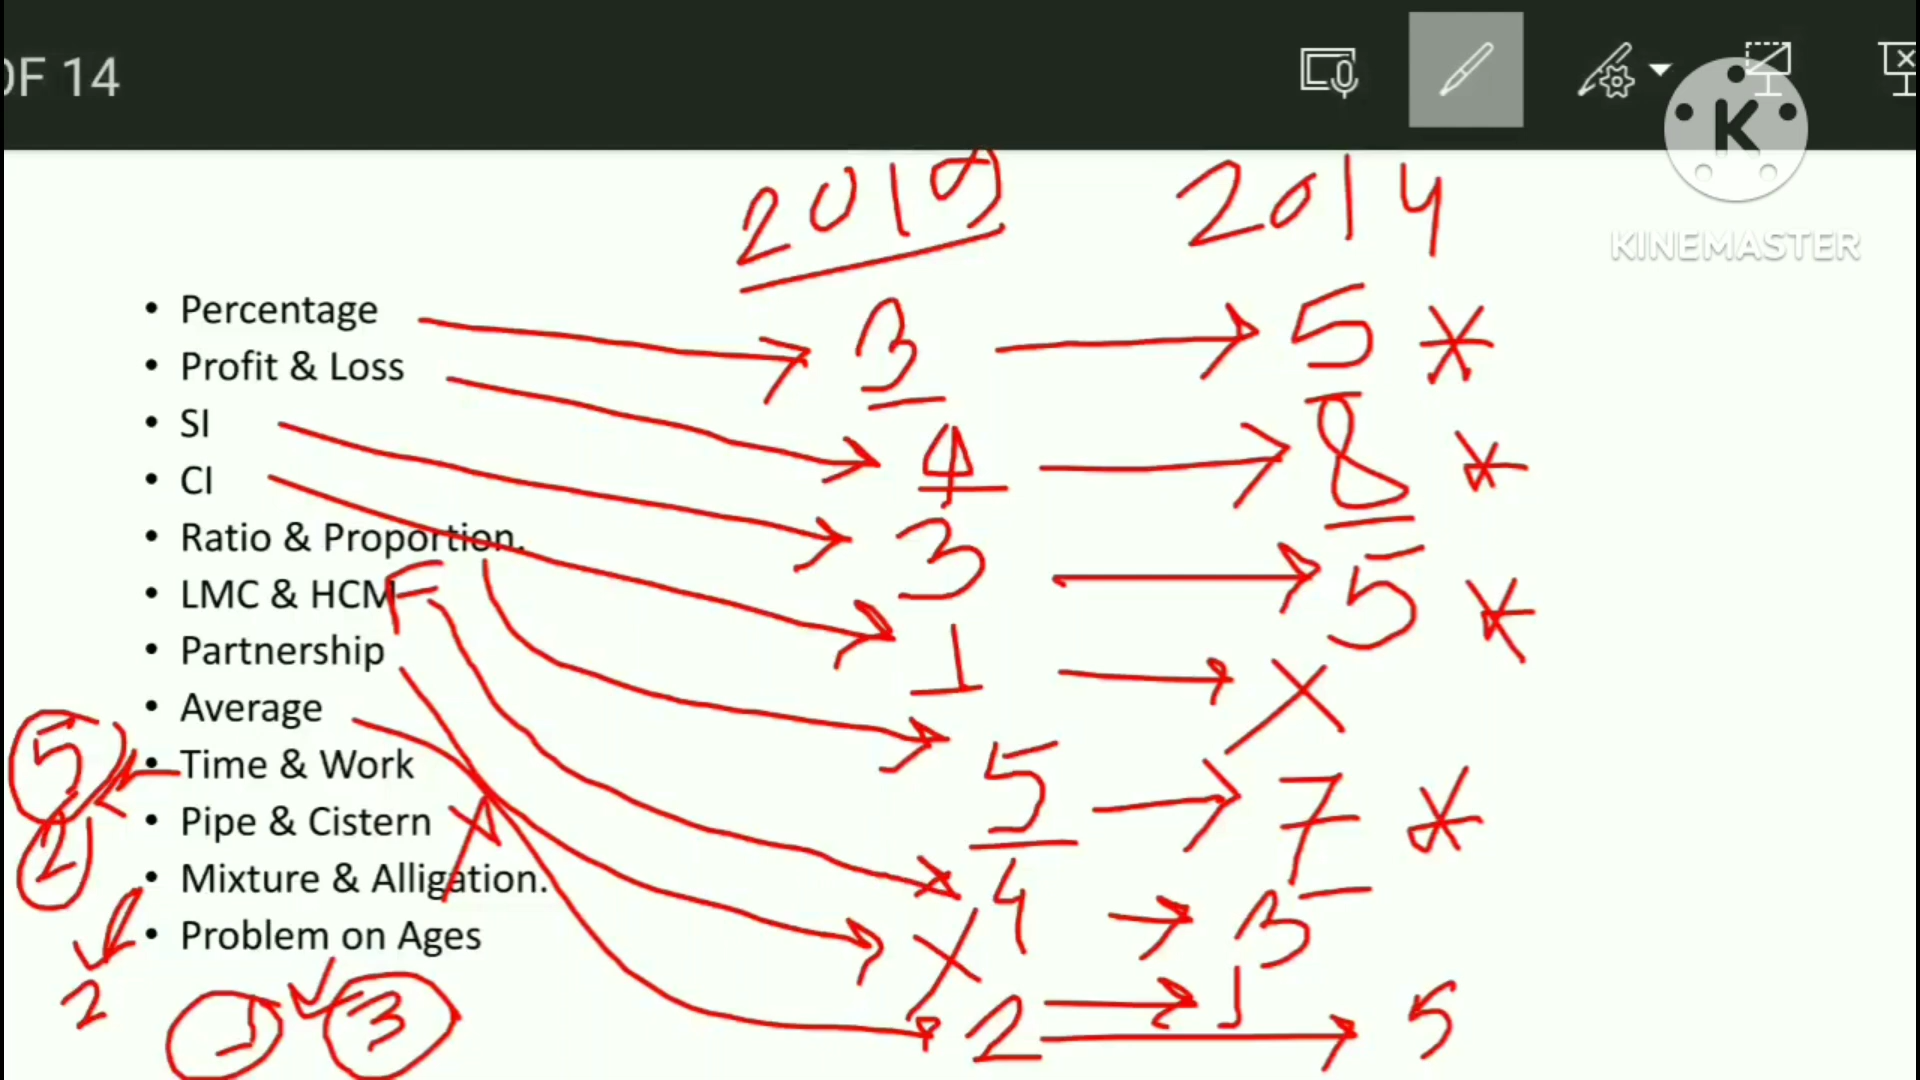 OF 14
K
KINEMASTER
2019 2014
• Percentage 3 5 *
• Profit & Loss 4 8 *
• SI 3 5 *
• CI 1 X
• Ratio & Proportion. 5 7 *
• LMC & HCM F 4 3
• Partnership X 1
• Average 2 5
• Time & Work 5
• Pipe & Cistern 2
• Mixture & Alligation.
• Problem on Ages
2 1 3